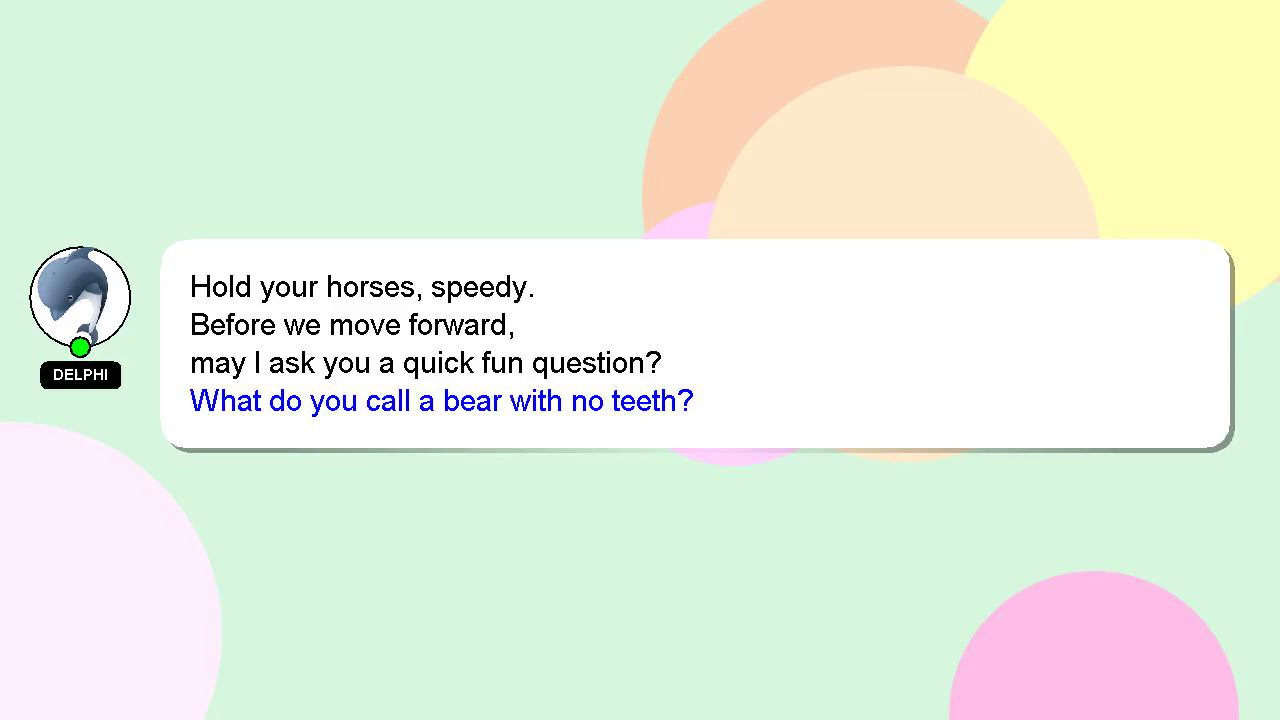 Hold your horses, speedy.
Before we move forward,
may I ask you a quick fun question?
What do you call a bear with no teeth?
DELPHI